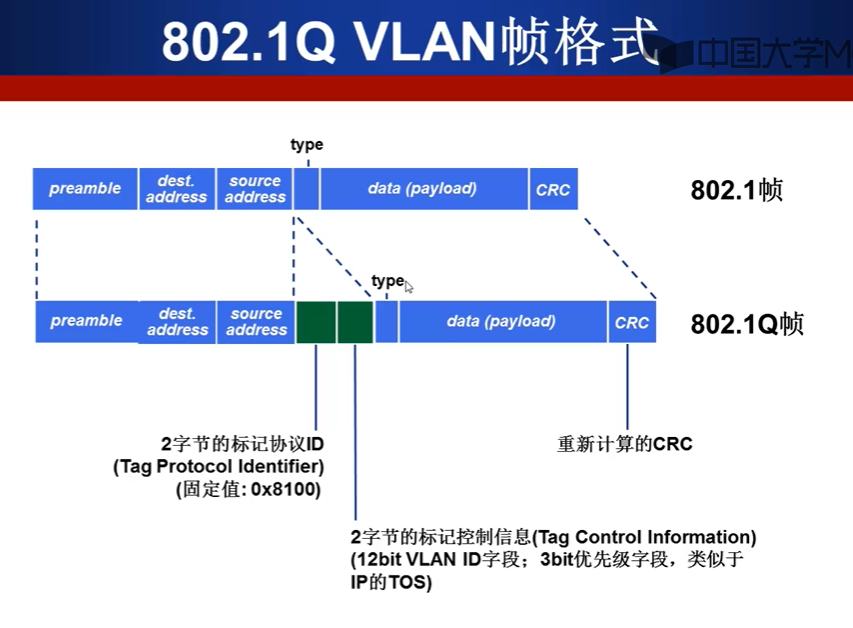 802.1Q VLAN帧格式
中国大学M
type
preamble
dest.
address
source
address
data (payload)
CRC
802.1帧
type
preamble
dest.
address
source
address
data (payload)
CRC
802.1Q帧
2字节的标记协议ID
(Tag Protocol Identifier)
(固定值: 0x8100)
重新计算的CRC
2字节的标记控制信息(Tag Control Information)
(12bit VLAN ID字段；3bit优先级字段，类似于
IP的TOS)